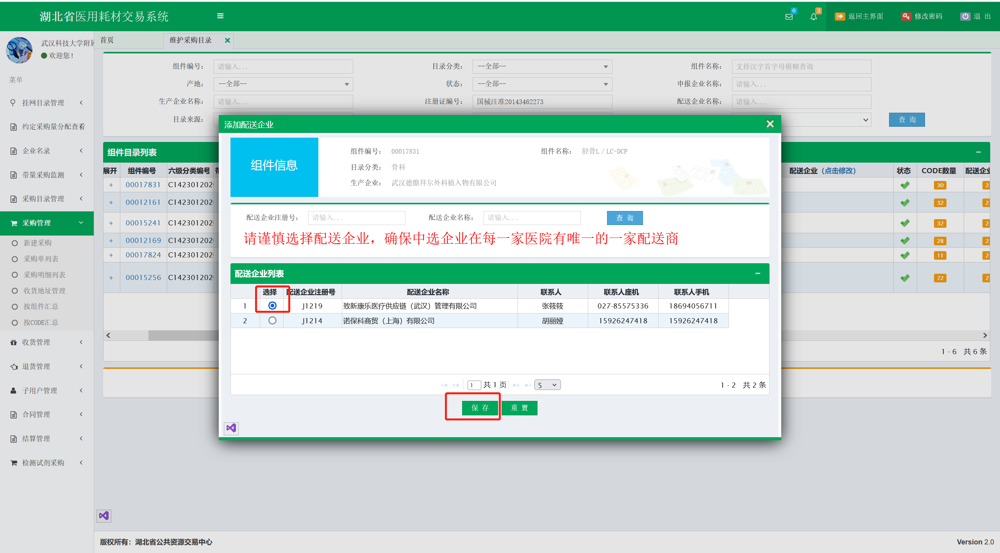 湖北省医用耗材交易系统
0
3
返回主界面
修改密码
退 出
武汉科技大学附
欢迎您!
首页
维护采购目录
菜单
组件编号:
请输入...
目录分类:
--全部--
组件名称:
支持汉字首字母模糊查询
产地:
--全部--
状态:
--全部--
申报企业名称:
请输入...
生产企业名称:
请输入...
注册证编号:
国械注准20143462273
配送企业名称:
请输入...
目录来源:
查 询
挂网目录管理
约定采购量分配查看
企业名录
带量采购监测
采购目录管理
采购管理
新建采购
采购单列表
采购明细列表
收货地址管理
按组件汇总
按CODE汇总
收货管理
退货管理
子用户管理
合同管理
结算管理
检测试剂采购
组件目录列表
展开 组件编号 六级分类编号
配送企业（点击修改） 状态 CODE数量 配送企业
+ 00017831 C14230120 30 2
+ 00012161 C14230120 32 2
+ 00015241 C14230120 32 2
+ 00012169 C14230120 28 2
+ 00017824 C14230120 11 2
+ 00015256 C14230120 72 2
1 - 6 共 6 条
添加配送企业
组件信息
组件编号: 00017831
组件名称: 胫骨L / LC-DCP
目录分类: 骨科
生产企业: 武汉德骼拜尔外科植入物有限公司
配送企业注册号:
请输入...
配送企业名称:
请输入...
查 询
请谨慎选择配送企业，确保中选企业在每一家医院有唯一的一家配送商
配送企业列表
选择 配送企业注册号 配送企业名称 联系人 联系人座机 联系人手机
1 J1219 致新康乐医疗供应链（武汉）管理有限公司 张筱筱 027-85575336 18694056711
2 J1214 诺保科商贸（上海）有限公司 胡丽娅 15926247418 15926247418
1 共 1 页
5
1 - 2 共 2 条
保 存
重 置
版权所有：湖北省公共资源交易中心
Version 2.0